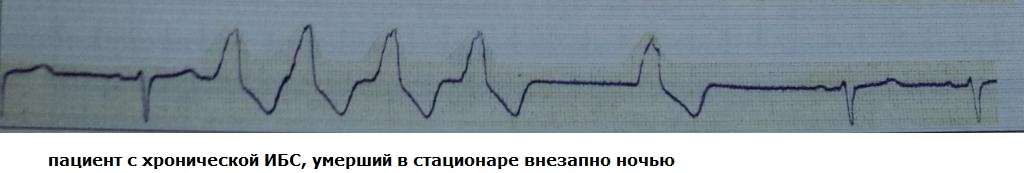 пациент с хронической ИБС, умерший в стационаре внезапно ночью